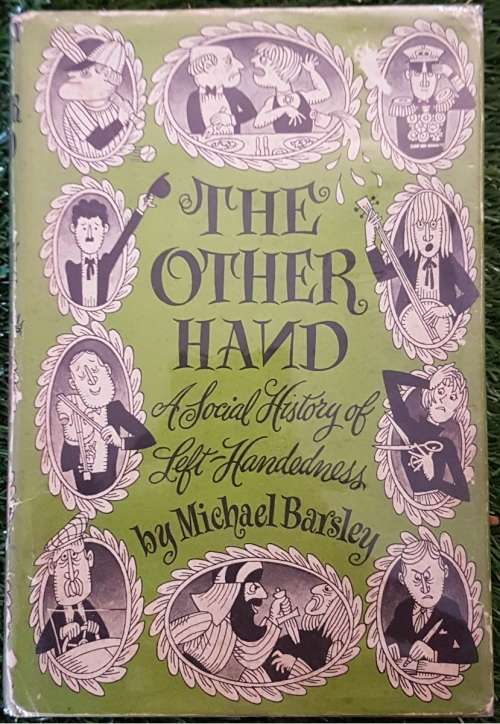 THE
OTHER
HAND
A Social History of
Left-Handedness
by Michael Barsley